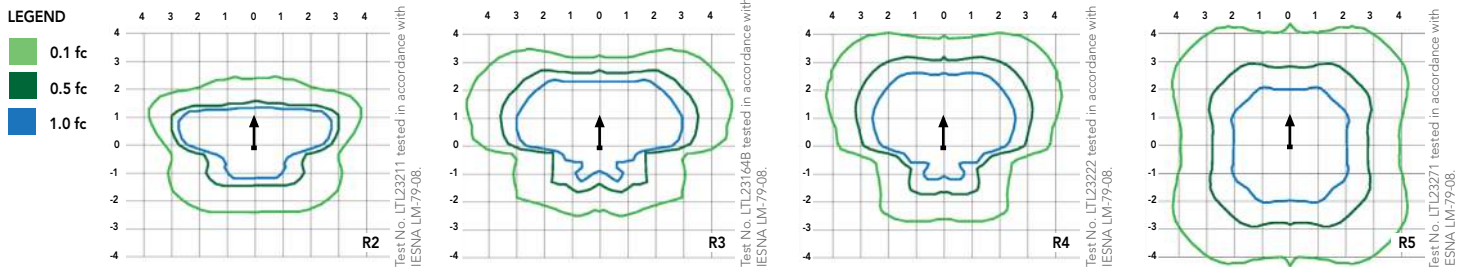 LEGEND
0.1 fc
0.5 fc
1.0 fc
4 3 2 1 0 1 2 3 4
4
3
2
1
0
-1
-2
-3
-4
R2
Test No. LTL23211 tested in accordance with
IESNA LM-79-08.
4 3 2 1 0 1 2 3 4
4
3
2
1
0
-1
-2
-3
-4
R3
Test No. LTL23164B tested in accordance with
IESNA LM-79-08.
4 3 2 1 0 1 2 3 4
4
3
2
1
0
-1
-2
-3
-4
R4
Test No. LTL23222 tested in accordance with
IESNA LM-79-08.
4 3 2 1 0 1 2 3 4
4
3
2
1
0
-1
-2
-3
-4
R5
Test No. LTL23271 tested in accordance with
ESNA LM-79-08.